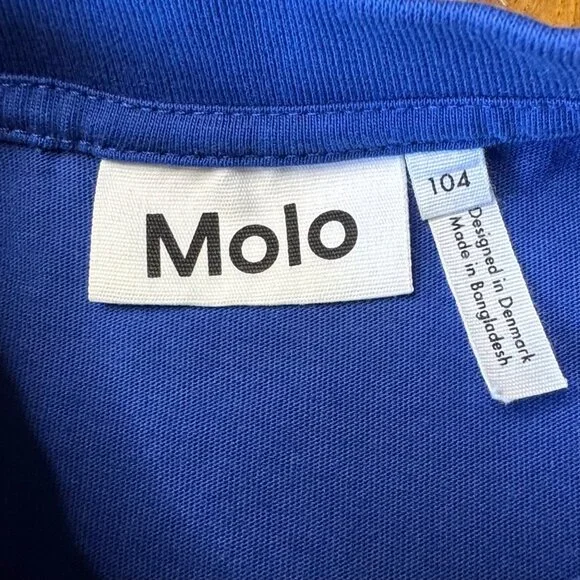 Molo
104
Designed in Denmark
Made in Bangladesh